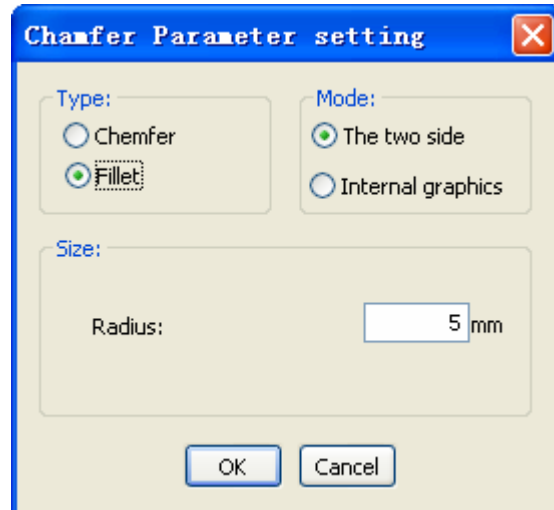 Chamfer Parameter setting
Type:
Chemfer
Fillet
Mode:
The two side
Internal graphics
Size:
Radius: 5 mm
OK Cancel